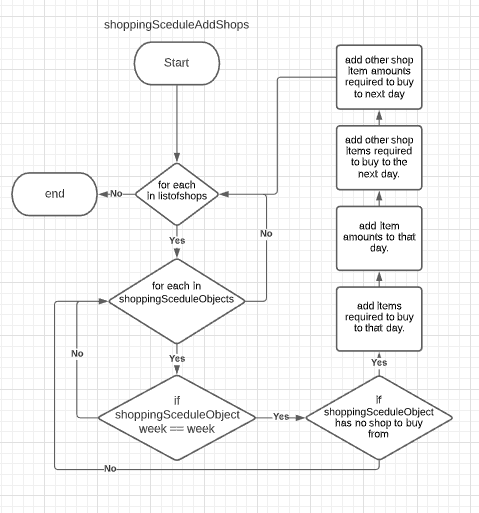 shoppingSceduleAddShops
Start
for each
in listofshops
No
end
Yes
No
for each in
shoppingSceduleObjects
Yes
No
if
shoppingSceduleObject
week == week
Yes
if
shoppingSceduleObject
has no shop to buy
from
No
Yes
add items
required to buy
to that day.
add item
amounts to that
day.
add other shop
items required
to buy to the
next day.
add other shop
item amounts
required to buy
to next day